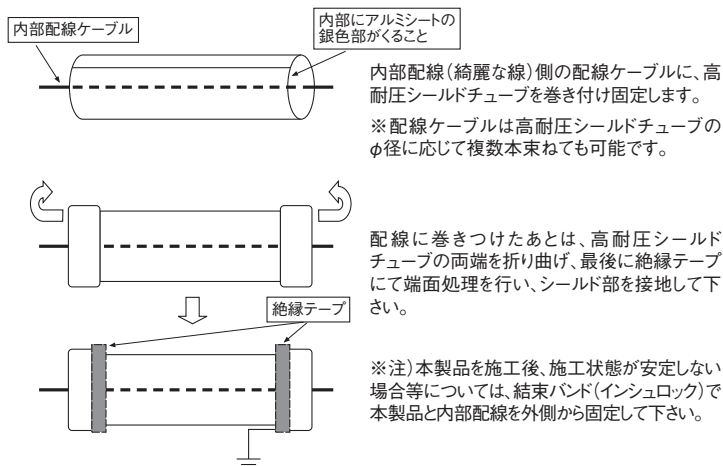 内部配線ケーブル
内部にアルミシートの
銀色部がくること
内部配線(綺麗な線)側の配線ケーブルに、高
耐圧シールドチューブを巻き付け固定します。
※配線ケーブルは高耐圧シールドチューブの
φ径に応じて複数本束ねても可能です。
配線に巻きつけたあとは、高耐圧シールド
チューブの両端を折り曲げ、最後に絶縁テープ
にて端面処理を行い、シールド部を接地して下
さい。
絶縁テープ
※注)本製品を施工後、施工状態が安定しない
場合等については、結束バンド(インシュロック)で
本製品と内部配線を外側から固定して下さい。